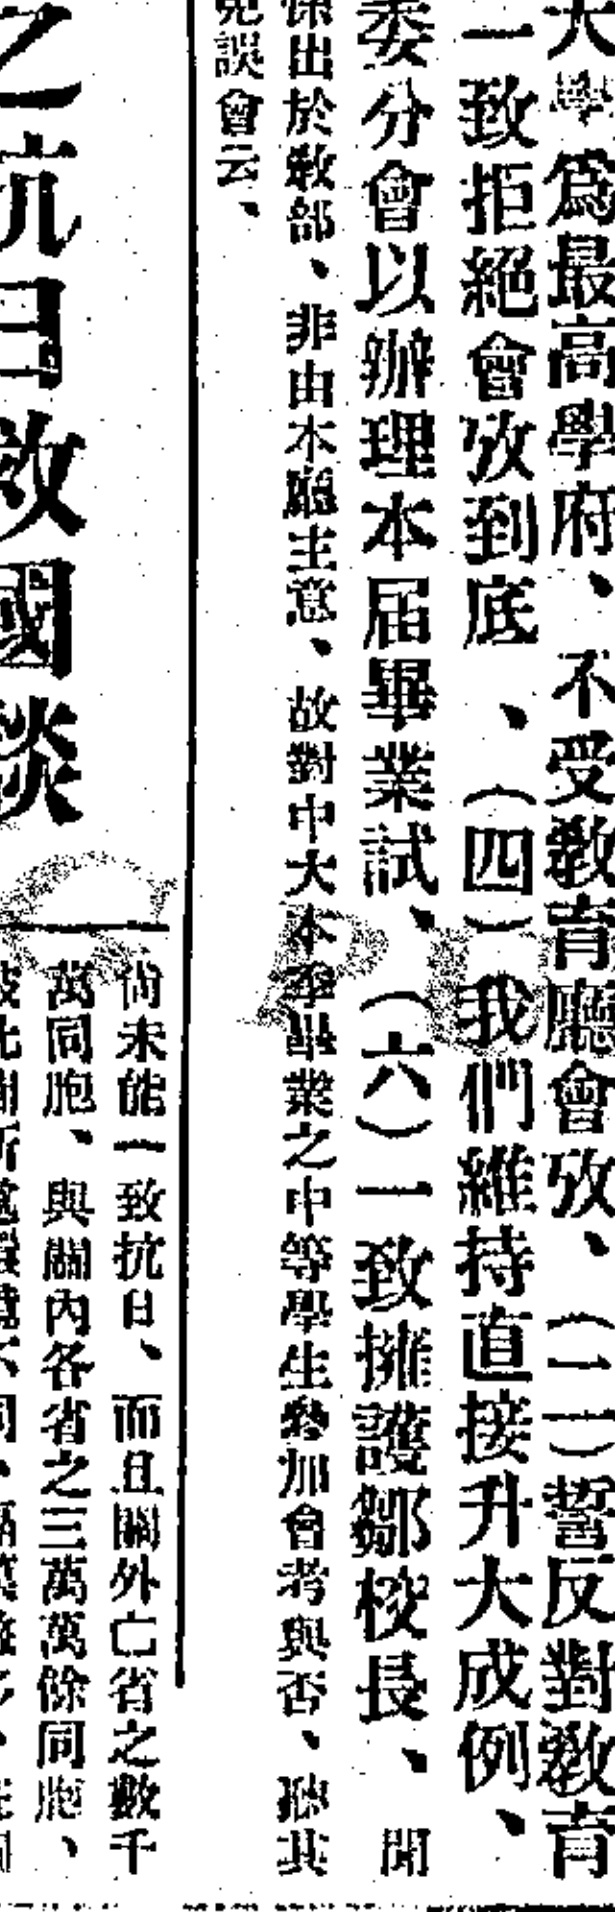 大學爲最高學府、不受敎育廳會攷、（二）誓反對敎育
一致拒絕會攷到底、（四）我們維持直接升大成例、
委分會以辦理本屆畢業試、（六）一致擁護鄒校長、聞
係出於敎部、非由本廳主意、故對中大本季畢業之中等學生參加會考與否、聽其
免誤會云、
之抗日救國談
尚未能一致抗日、而且關外亡省之數千
萬同胞、與關內各省之三萬萬餘同胞、